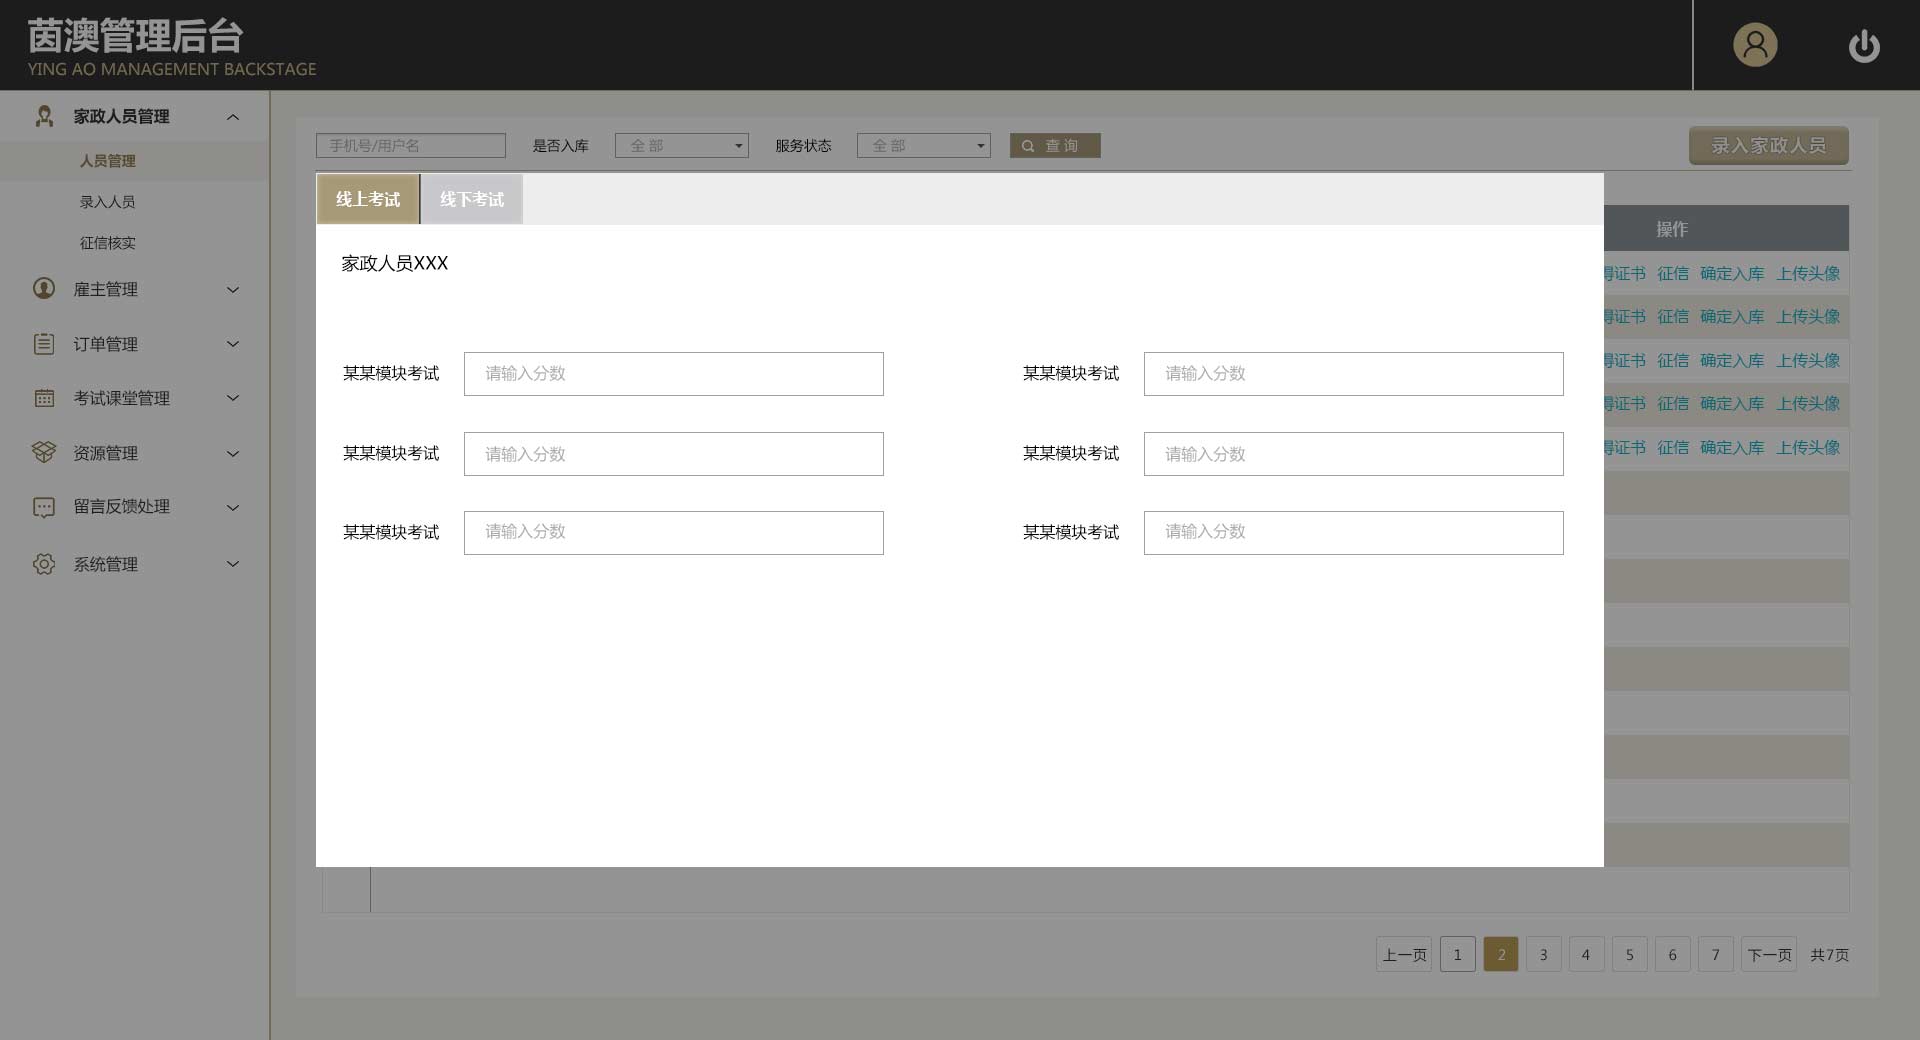 茵澳管理后台
YING AO MANAGEMENT BACKSTAGE
家政人员管理
人员管理
录入人员
征信核实
雇主管理
订单管理
考试课堂管理
资源管理
留言反馈处理
系统管理
手机号/用户名 是否入库 全 部 服务状态 全 部 查 询 录入家政人员
线上考试 线下考试
操作
家政人员XXX
证书 征信 确定入库 上传头像
证书 征信 确定入库 上传头像
证书 征信 确定入库 上传头像
证书 征信 确定入库 上传头像
证书 征信 确定入库 上传头像
某某模块考试 请输入分数 某某模块考试 请输入分数
某某模块考试 请输入分数 某某模块考试 请输入分数
某某模块考试 请输入分数 某某模块考试 请输入分数
上一页 1 2 3 4 5 6 7 下一页 共7页